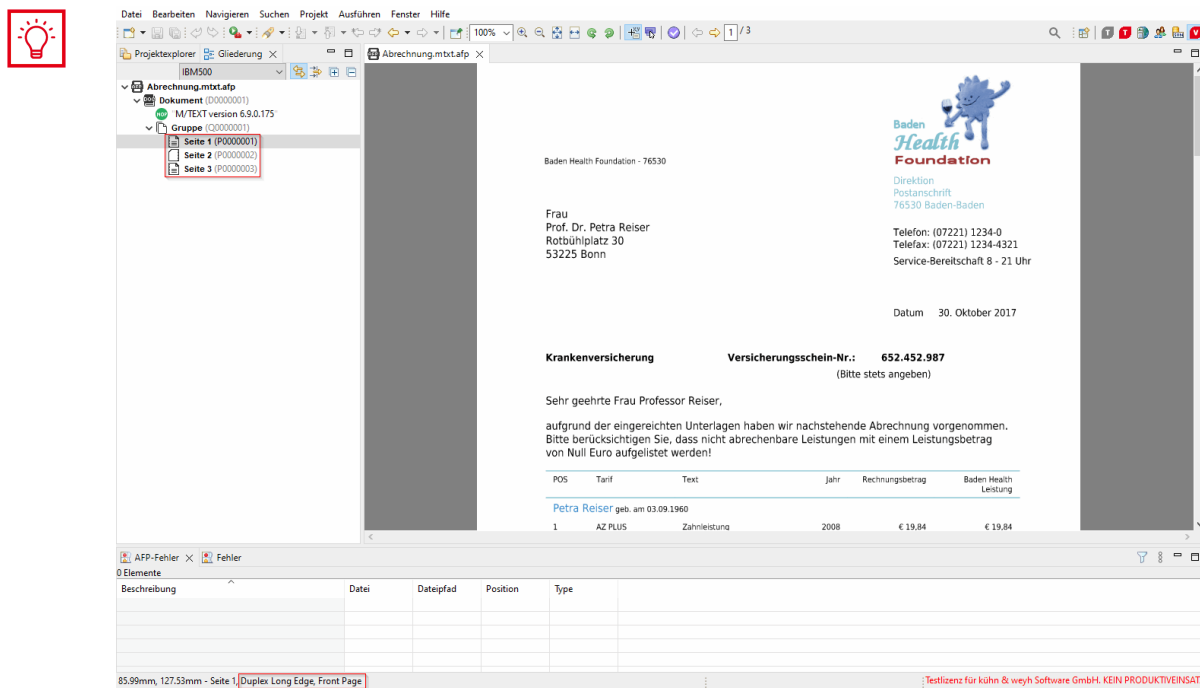 Datei Bearbeiten Navigieren Suchen Projekt Ausführen Fenster Hilfe
100% 1 / 3
Projektexplorer Gliederung Abrechnung.mtxt.afp
IBM500
Abrechnung.mtxt.afp
Dokument (D0000001)
"M/TEXT version 6.9.0.175"
Gruppe (Q0000001)
Seite 1 (P0000001)
Seite 2 (P0000002)
Seite 3 (P0000003)
Baden
Health
Foundation
Baden Health Foundation - 76530
Direktion
Postanschrift
76530 Baden-Baden
Frau
Prof. Dr. Petra Reiser
Rotbühlplatz 30
53225 Bonn
Telefon: (07221) 1234-0
Telefax: (07221) 1234-4321
Service-Bereitschaft 8 - 21 Uhr
Datum 30. Oktober 2017
Krankenversicherung Versicherungsschein-Nr.: 652.452.987
(Bitte stets angeben)
Sehr geehrte Frau Professor Reiser,
aufgrund der eingereichten Unterlagen haben wir nachstehende Abrechnung vorgenommen.
Bitte berücksichtigen Sie, dass nicht abrechenbare Leistungen mit einem Leistungsbetrag
von Null Euro aufgelistet werden!
POS Tarif Text Jahr Rechnungsbetrag Baden Health
Leistung
Petra Reiser geb. am 03.09.1960
1 AZ PLUS Zahnleistung 2008 € 19,84 € 19,84
AFP-Fehler Fehler
0 Elemente
Beschreibung Datei Dateipfad Position Type
85.99mm, 127.53mm - Seite 1, Duplex Long Edge, Front Page Testlizenz für kühn & weyh Software GmbH. KEIN PRODUKTIVEINSAT